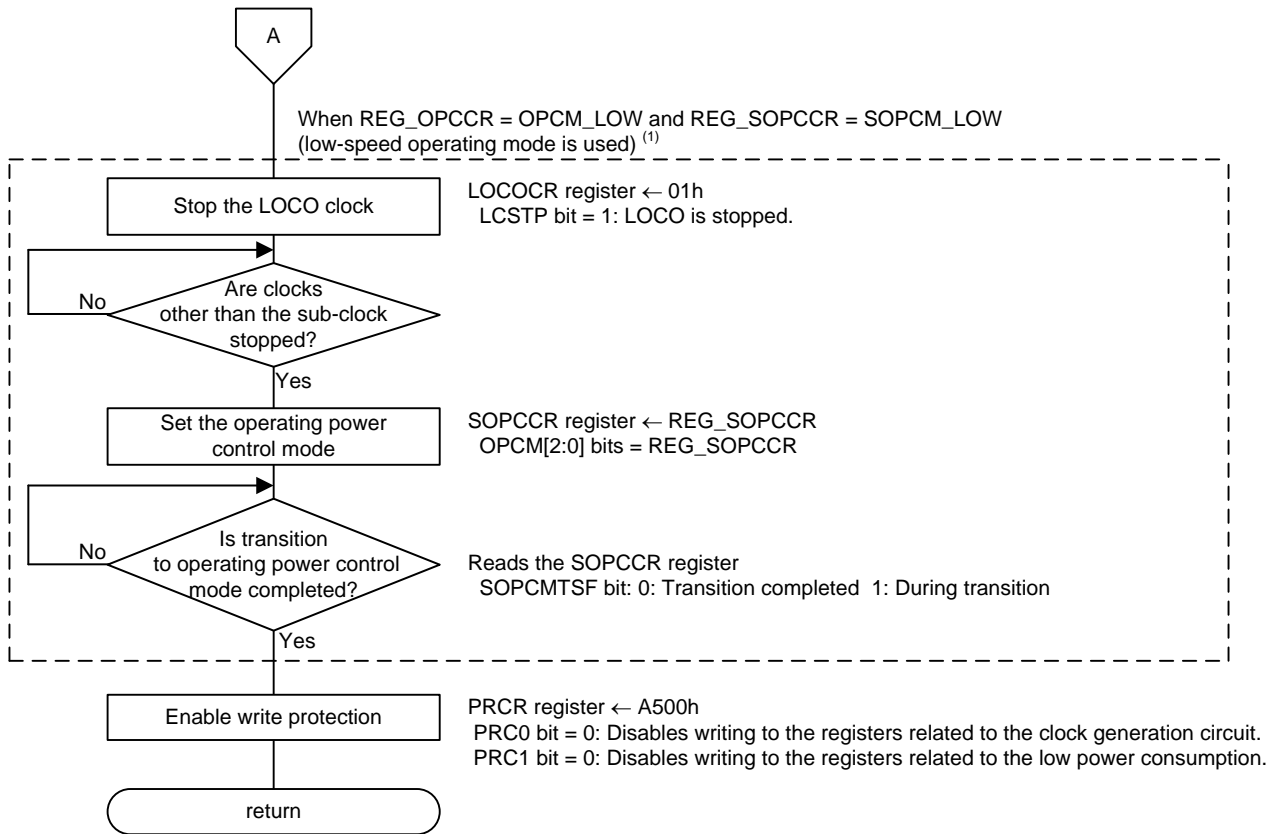 A
When REG_OPCCR = OPCM_LOW and REG_SOPCCR = SOPCM_LOW
(low-speed operating mode is used) (1)
Stop the LOCO clock
LOCOCR register ← 01h
LCSTP bit = 1: LOCO is stopped.
Are clocks
other than the sub-clock
stopped?
No
Yes
Set the operating power
control mode
SOPCCR register ← REG_SOPCCR
OPCM[2:0] bits = REG_SOPCCR
Is transition
to operating power control
mode completed?
No
Reads the SOPCCR register
SOPCMTSF bit: 0: Transition completed 1: During transition
Yes
Enable write protection
PRCR register ← A500h
PRC0 bit = 0: Disables writing to the registers related to the clock generation circuit.
PRC1 bit = 0: Disables writing to the registers related to the low power consumption.
return